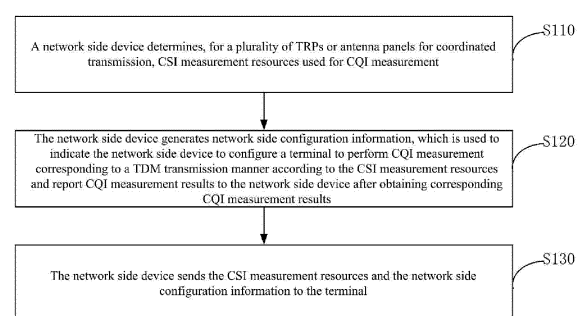 S110
A network side device determines, for a plurality of TRPs or antenna panels for coordinated
transmission, CSI measurement resources used for CQI measurement
S120
The network side device generates network side configuration information, which is used to
indicate the network side device to configure a terminal to perform CQI measurement
corresponding to a TDM transmission manner according to the CSI measurement resources
and report CQI measurement results to the network side device after obtaining corresponding
CQI measurement results
S130
The network side device sends the CSI measurement resources and the network side
configuration information to the terminal